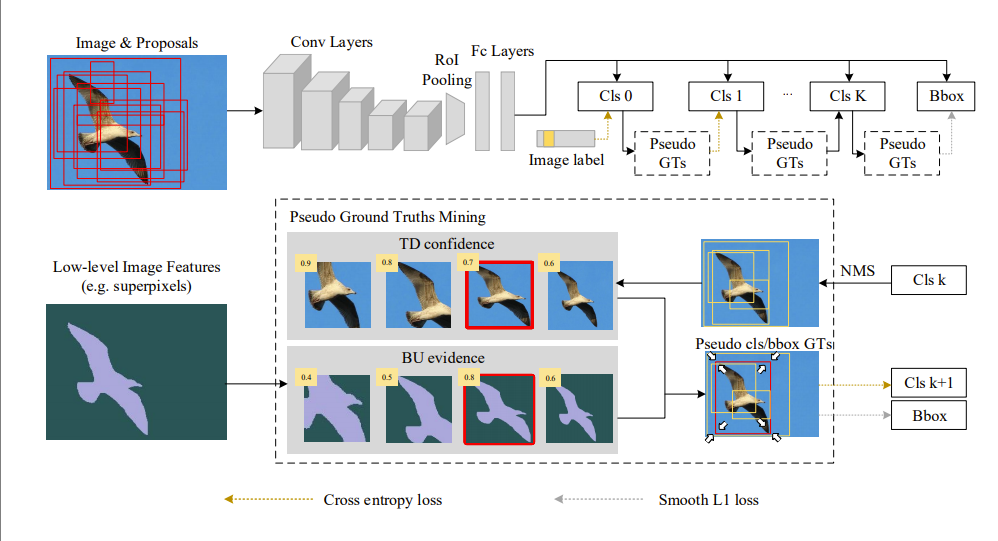 Image & Proposals
Conv Layers
RoI
Pooling
Fc Layers
Cls 0
Cls 1
...
Cls K
Bbox
Image label
Pseudo
GTs
Pseudo
GTs
Pseudo
GTs
Pseudo Ground Truths Mining
TD confidence
0.9
0.8
0.7
0.6
NMS
Cls k
Low-level Image Features
(e.g. superpixels)
BU evidence
0.4
0.5
0.8
0.6
Pseudo cls/bbox GTs
Cls k+1
Bbox
Cross entropy loss
Smooth L1 loss